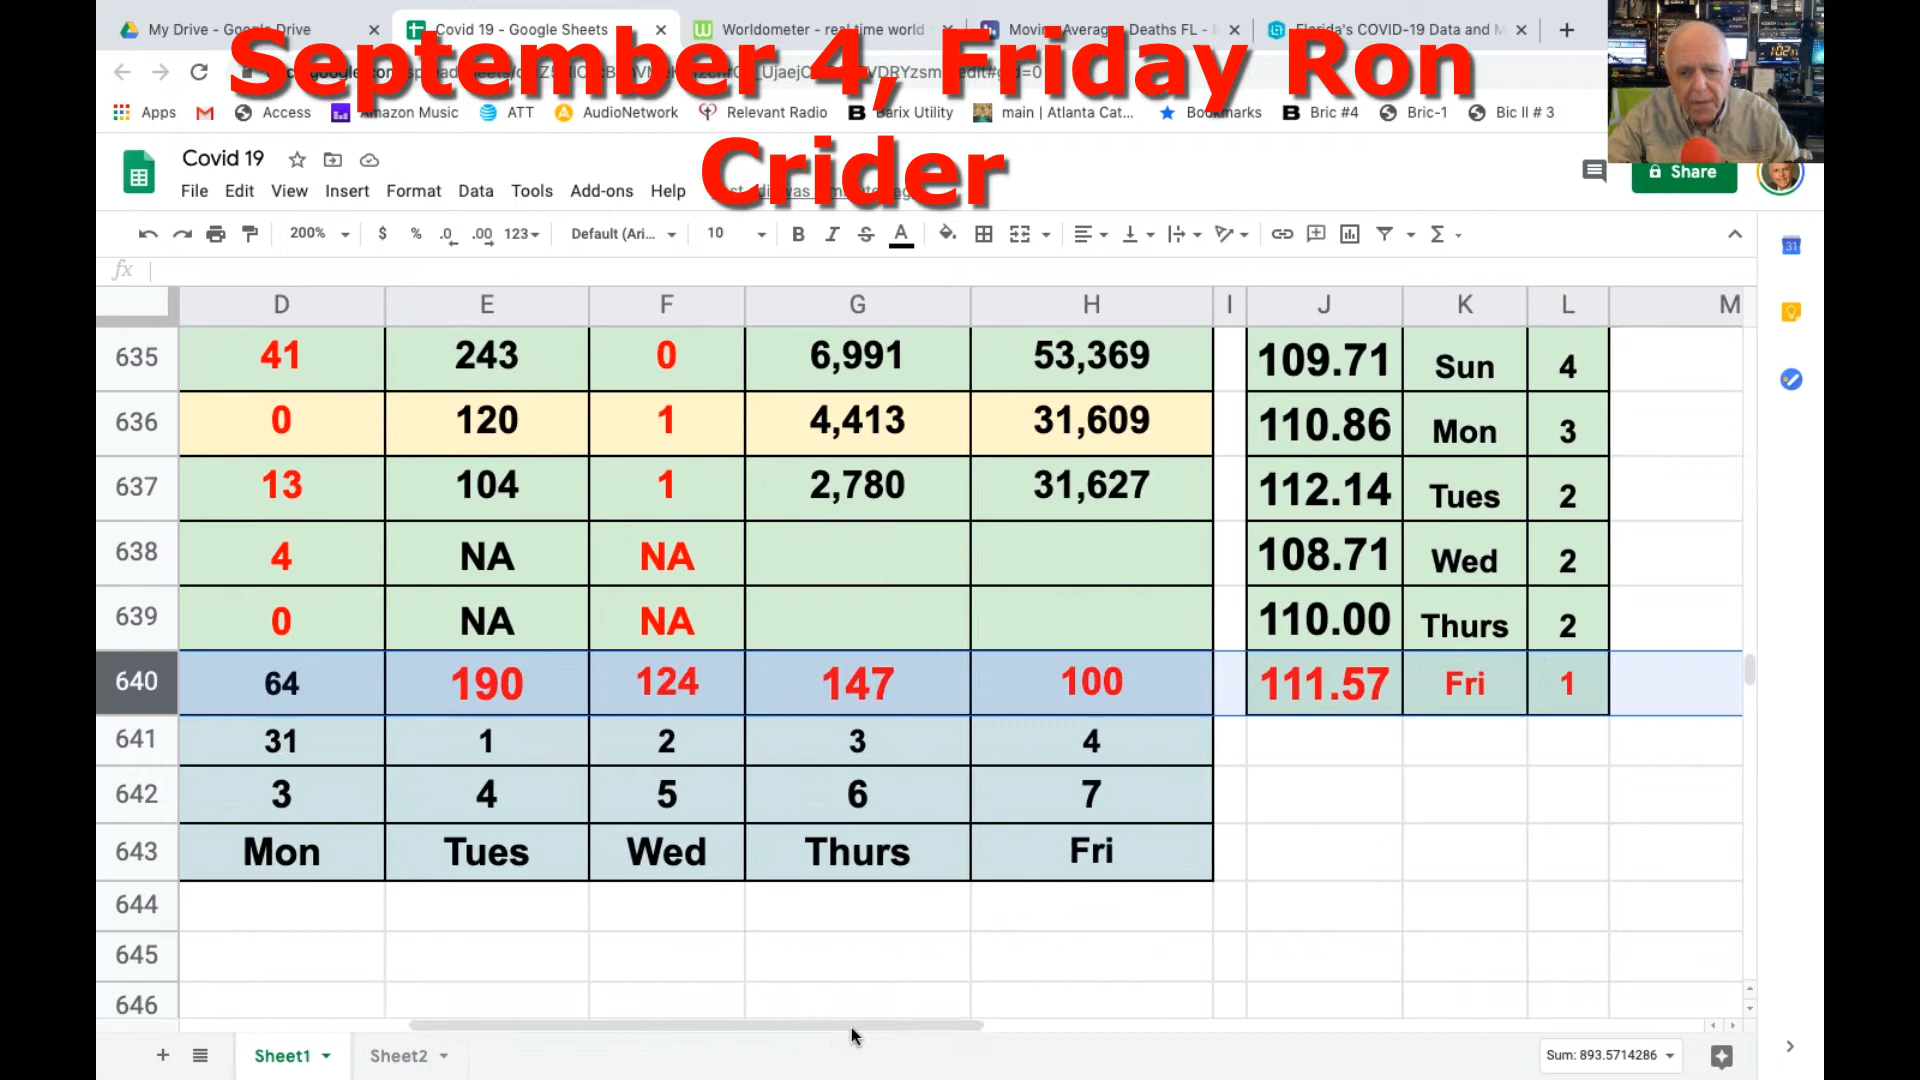 My Drive - Google Drive
Covid 19 - Google Sheets
Worldometer - real time world
Moving Average Deaths FL -
Florida's COVID-19 Data and
September 4, Friday Ron
Crider
Apps
Access
Amazon Music
ATT
AudioNetwork
Relevant Radio
Barix Utility
main | Atlanta Cat...
Bookmarks
Bric #4
Bric-1
Bic II # 3
Covid 19
File Edit View Insert Format Data Tools Add-ons Help
Share
200% $ % .0 .00 123 Default (Ari... 10 B I S A Σ
31
fx
D E F G H I J K L M
635 41 243 0 6,991 53,369 109.71 Sun 4
636 0 120 1 4,413 31,609 110.86 Mon 3
637 13 104 1 2,780 31,627 112.14 Tues 2
638 4 NA NA 108.71 Wed 2
639 0 NA NA 110.00 Thurs 2
640 64 190 124 147 100 111.57 Fri 1
641 31 1 2 3 4
642 3 4 5 6 7
643 Mon Tues Wed Thurs Fri
644
645
646
Sheet1
Sheet2
Sum: 893.5714286